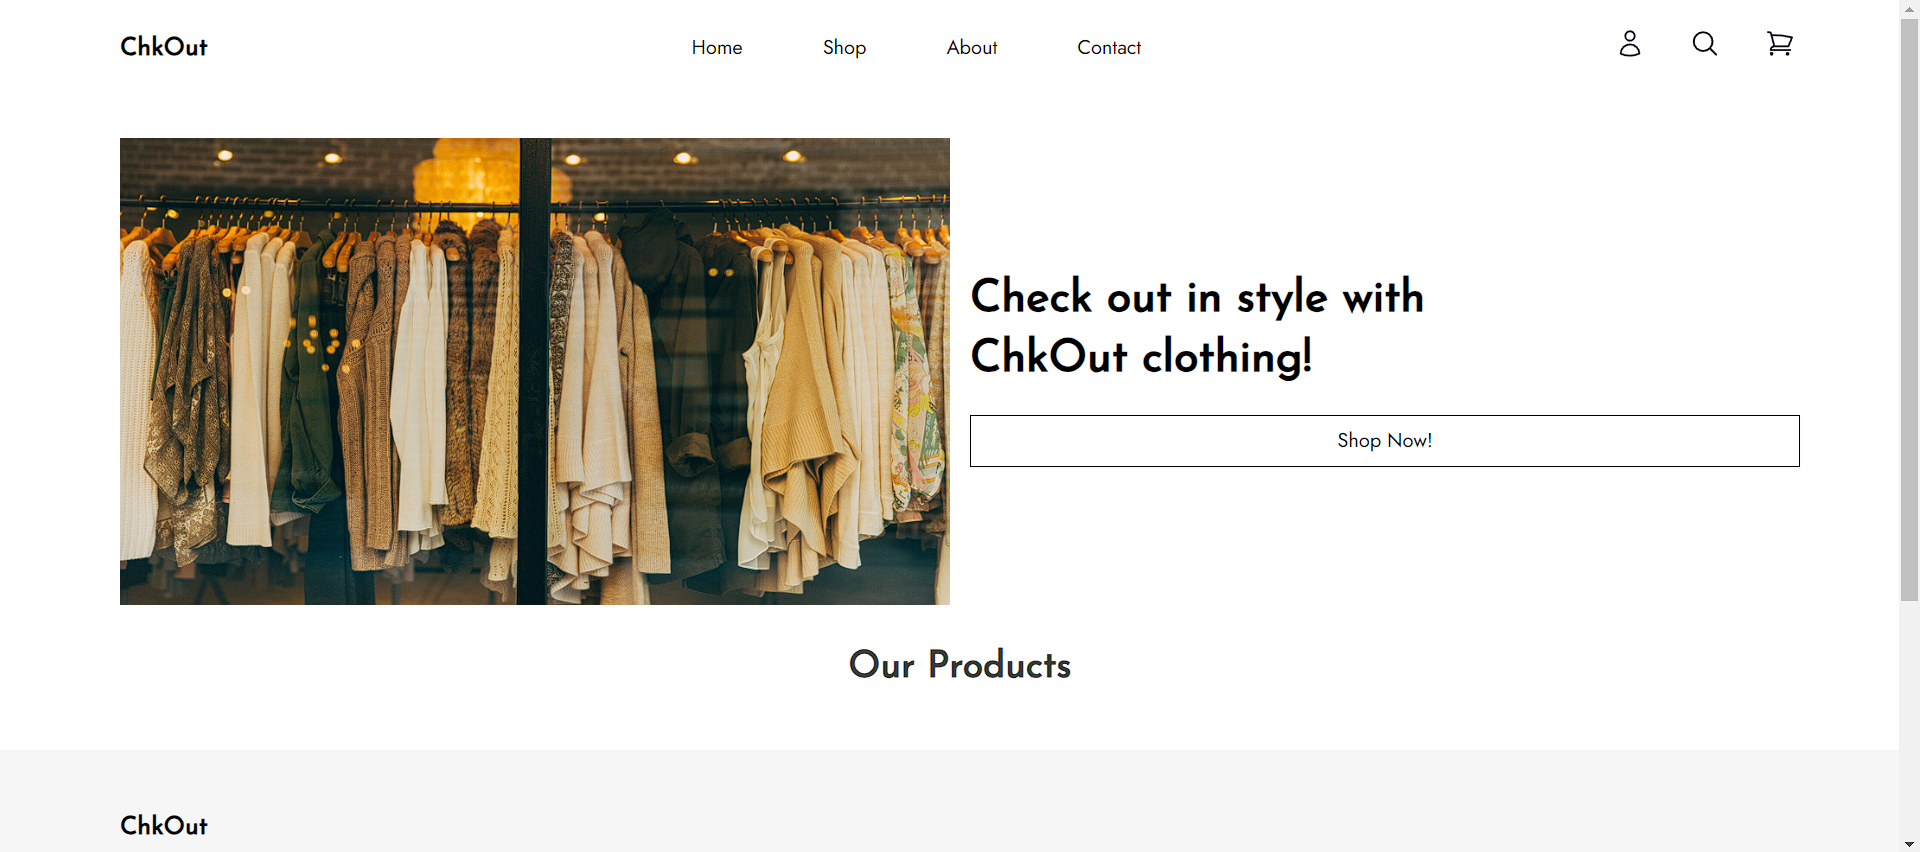 ChkOut
Home
Shop
About
Contact
Check out in style with
ChkOut clothing!
Shop Now!
Our Products
ChkOut